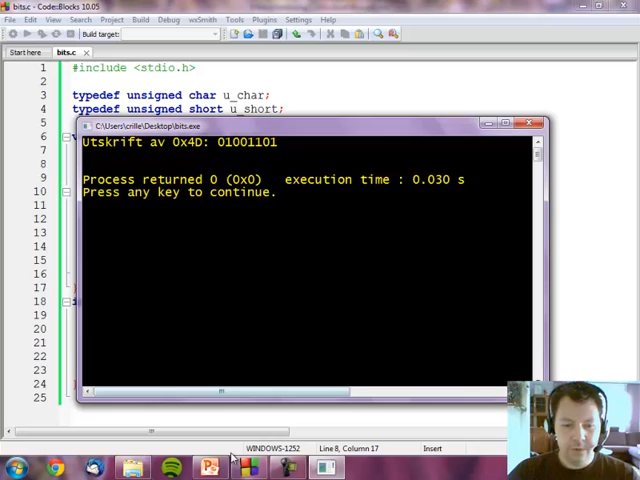 bits.c - Code::Blocks 10.05
File Edit View Search Project Build Debug wxSmith Tools Plugins Settings Help
Build target:
Start here bits.c
1 #include <stdio.h>
2
3 typedef unsigned char u_char;
4 typedef unsigned short u_short;
5
6
7
8
9
10
11
12
13
14
15
16
17
18
19
20
21
22
23
24
25
C:\Users\crille\Desktop\bits.exe
Utskrift av 0x4D: 01001101
Process returned 0 (0x0) execution time : 0.030 s
Press any key to continue.
WINDOWS-1252 Line 8, Column 17 Insert